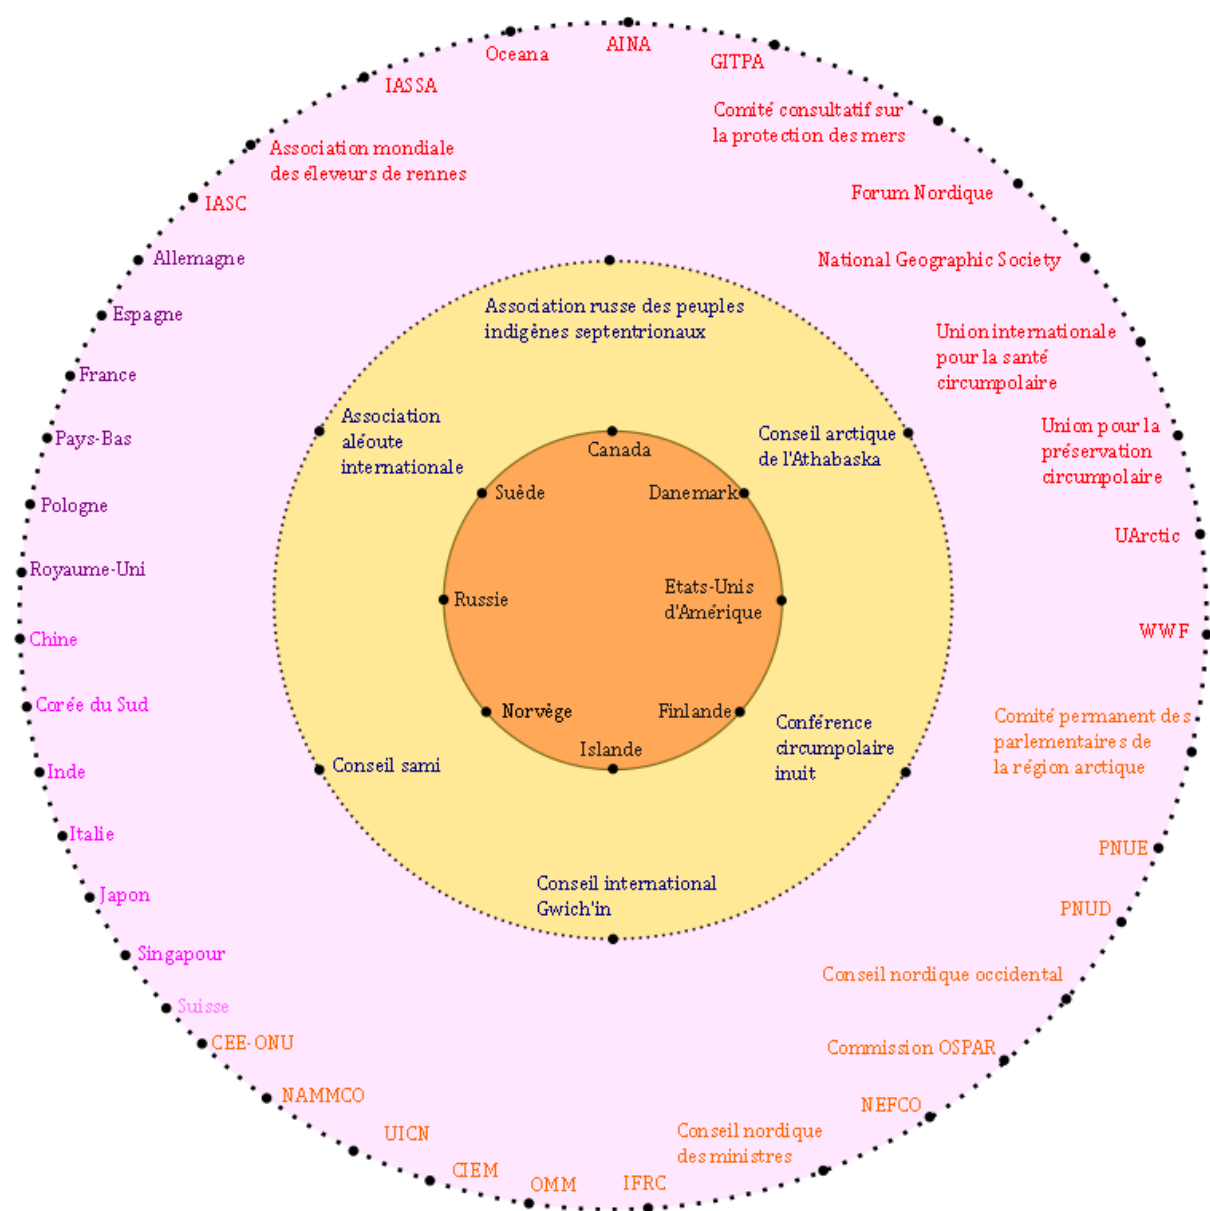 AINA
Oceana
GITPA
IASSA
Comité consultatif sur
la protection des mers
Association mondiale
des éleveurs de rennes
Forum Nordique
IASC
Allemagne
National Geographic Society
Espagne
Association russe des peuples
indigènes septentrionaux
Union internationale
pour la santé
circumpolaire
France
Association
aléoute
internationale
Pays-Bas
Conseil arctique
de l'Athabaska
Union pour la
préservation
circumpolaire
Canada
Suède
Danemark
Pologne
UArctic
Royaume-Uni
Russie
Etats-Unis
d'Amérique
Chine
WWF
Corée du Sud
Norvège
Finlande
Conférence
circumpolaire
inuit
Comité permanent des
parlementaires de
la région arctique
Islande
Conseil sami
Inde
Italie
PNUE
Japon
Conseil international
Gwich'in
PNUD
Singapour
Conseil nordique occidental
Suisse
CEE-ONU
Commission OSPAR
NAMMCO
NEFCO
UICN
Conseil nordique
des ministres
CIEM
OMM
IFRC